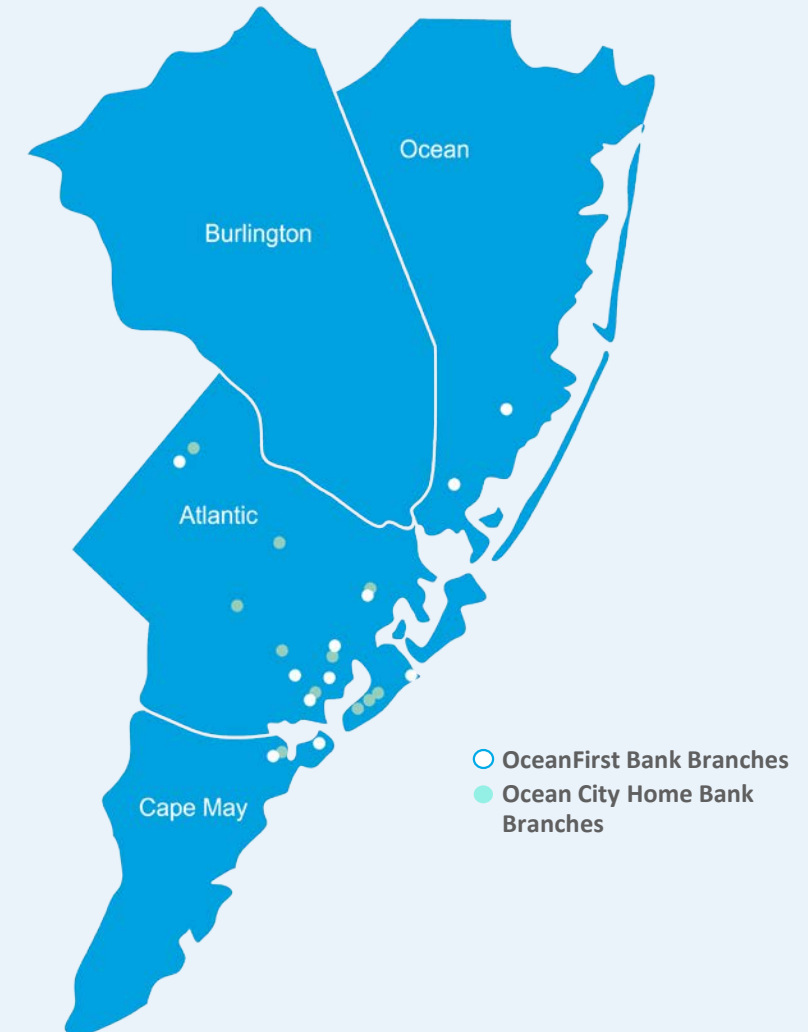 Ocean
Burlington
Atlantic
Cape May
OceanFirst Bank Branches
Ocean City Home Bank
Branches